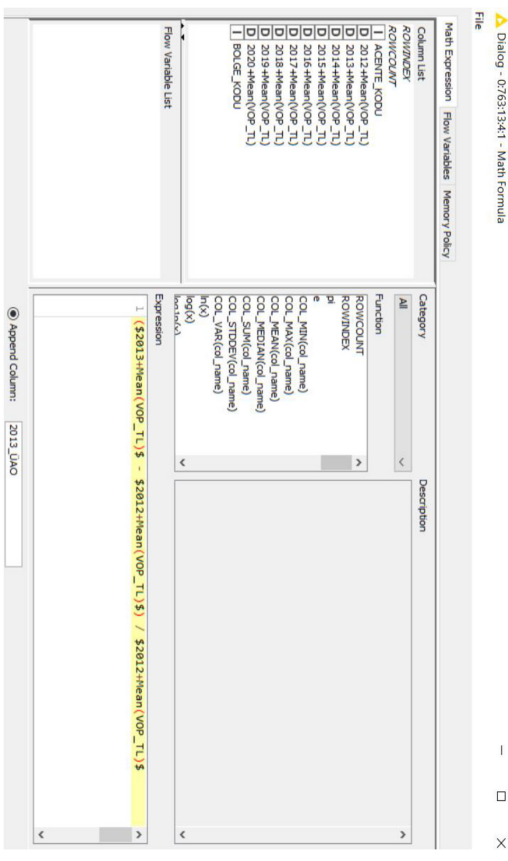 Dialog - 0:763:13:4:1 - Math Formula
File
Math Expression Flow Variables Memory Policy
Column List
ROWINDEX
ROWCOUNT
I ACENTE_KODU
D 2012+Mean(VOP_TL)
D 2013+Mean(VOP_TL)
D 2014+Mean(VOP_TL)
D 2015+Mean(VOP_TL)
D 2016+Mean(VOP_TL)
D 2017+Mean(VOP_TL)
D 2018+Mean(VOP_TL)
D 2019+Mean(VOP_TL)
D 2020+Mean(VOP_TL)
I BOLGE_KODU
Flow Variable List
Category
All
Function
ROWCOUNT
ROWINDEX
pi
e
COL_MIN(col_name)
COL_MAX(col_name)
COL_MEAN(col_name)
COL_MEDIAN(col_name)
COL_SUM(col_name)
COL_STDDEV(col_name)
COL_VAR(col_name)
ln(x)
log(x)
Description
Expression
1 ($2013+Mean(VOP_TL)$ - $2012+Mean(VOP_TL)$) / $2012+Mean(VOP_TL)$
Append Column: 2013_ÜAO